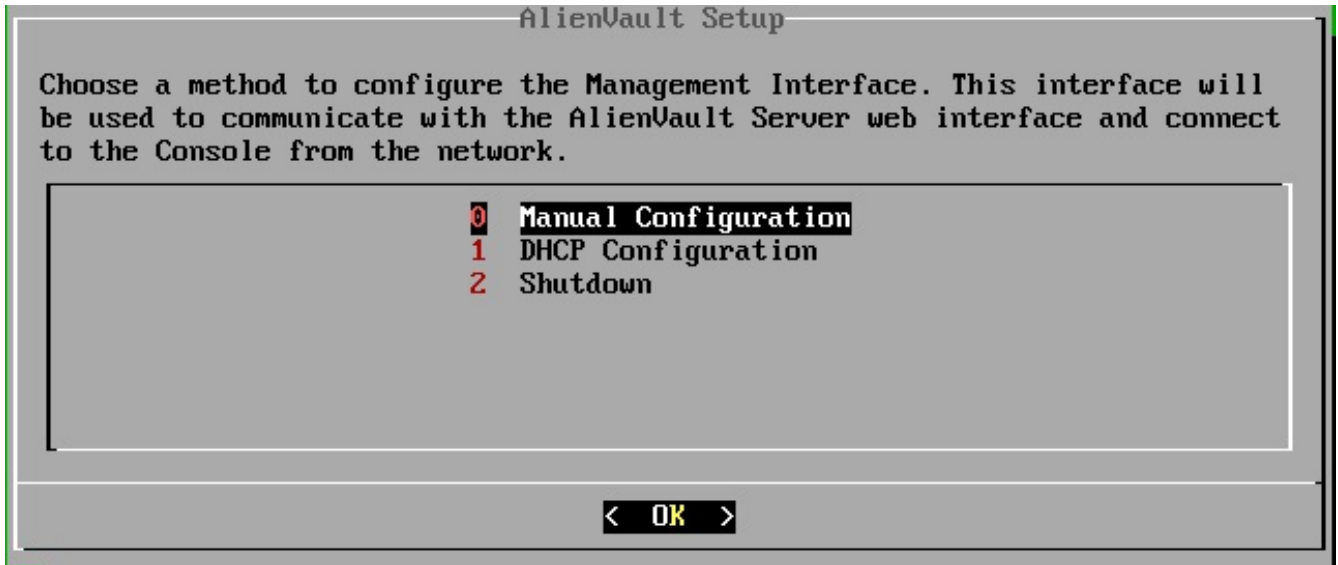 AlienVault Setup
Choose a method to configure the Management Interface. This interface will
be used to communicate with the AlienVault Server web interface and connect
to the Console from the network.
0 Manual Configuration
1 DHCP Configuration
2 Shutdown
< OK >